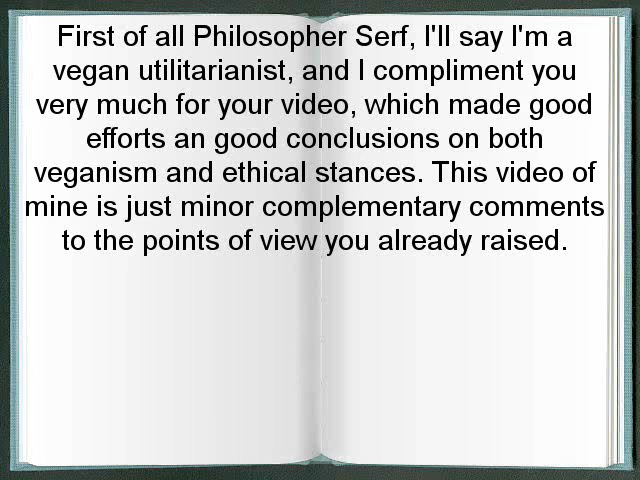 First of all Philosopher Serf, I'll say I'm a
vegan utilitarianist, and I compliment you
very much for your video, which made good
efforts an good conclusions on both
veganism and ethical stances. This video of
mine is just minor complementary comments
to the points of view you already raised.